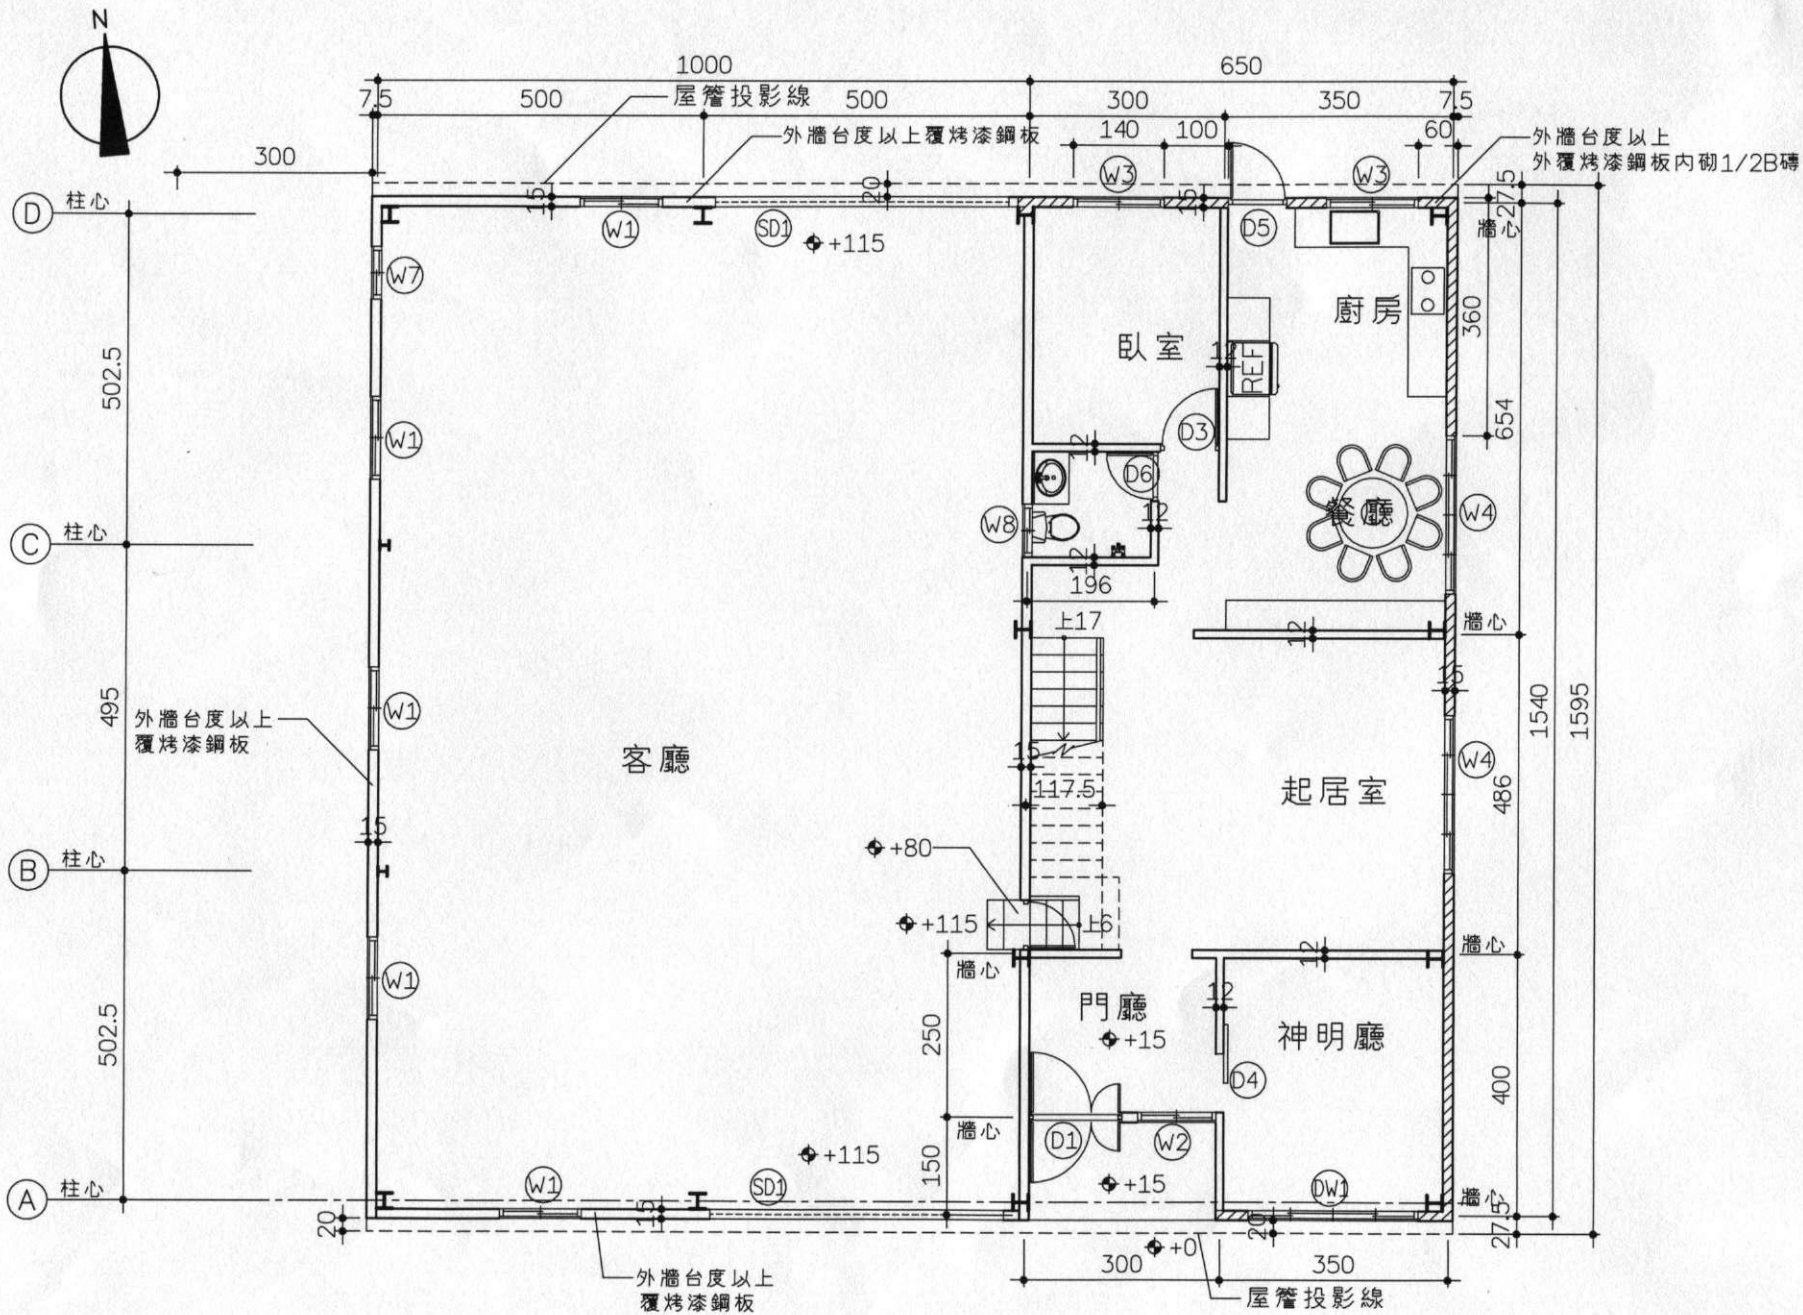 N
1000
650
7.5
500
屋簷投影線
500
300
350
7.5
外牆台度以上覆烤漆鋼板
140
100
60
外牆台度以上
外覆烤漆鋼板內砌1/2B磚
300
W3
W3
27.5
D
柱心
15
20
15
牆心
W1
SD1
+115
D5
W7
廚房
360
臥室
12
REF
502.5
654
W1
D3
12
D6
餐廳
W4
W8
12
C
柱心
12
196
上17
牆心
12
15
495
外牆台度以上
覆烤漆鋼板
W1
客廳
1540
1595
15
起居室
W4
117.5
486
15
+80
B
柱心
+115
上6
牆心
12
牆心
W1
12
門廳
+15
神明廳
502.5
250
D4
400
牆心
D1
W2
150
+115
+15
A
柱心
W1
SD1
DW1
牆心
15
20
20
27.5
+0
外牆台度以上
覆烤漆鋼板
300
350
屋簷投影線